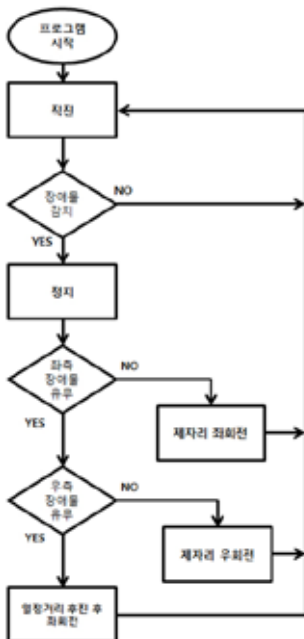 프로그램
시작
직진
장애물
감지
NO
YES
정지
좌측
장애물
유무
NO
YES
제자리 좌회전
우측
장애물
유무
NO
YES
제자리 우회전
일정거리 후진 후
좌회전